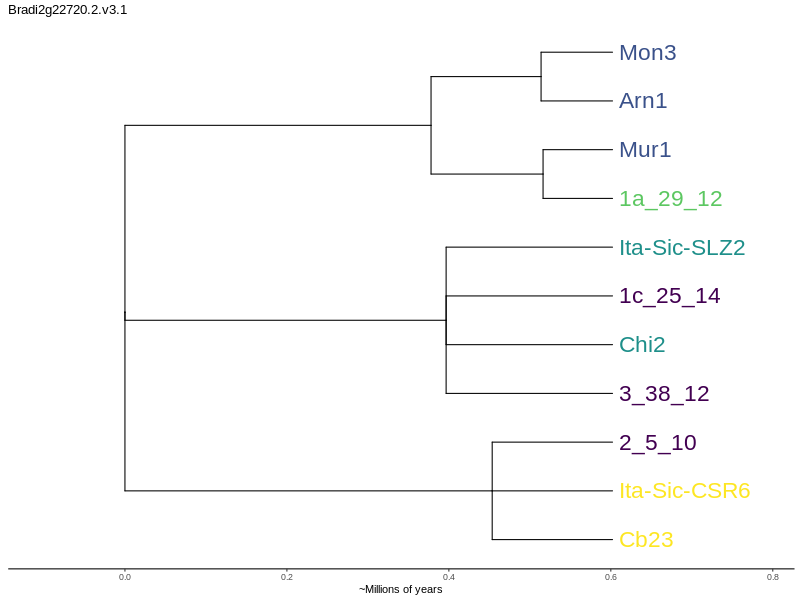 Bradi2g22720.2.v3.1
Mon3
Arn1
Mur1
1a_29_12
Ita-Sic-SLZ2
1c_25_14
Chi2
3_38_12
2_5_10
Ita-Sic-CSR6
Cb23
0.0 0.2 0.4 0.6 0.8
~Millions of years